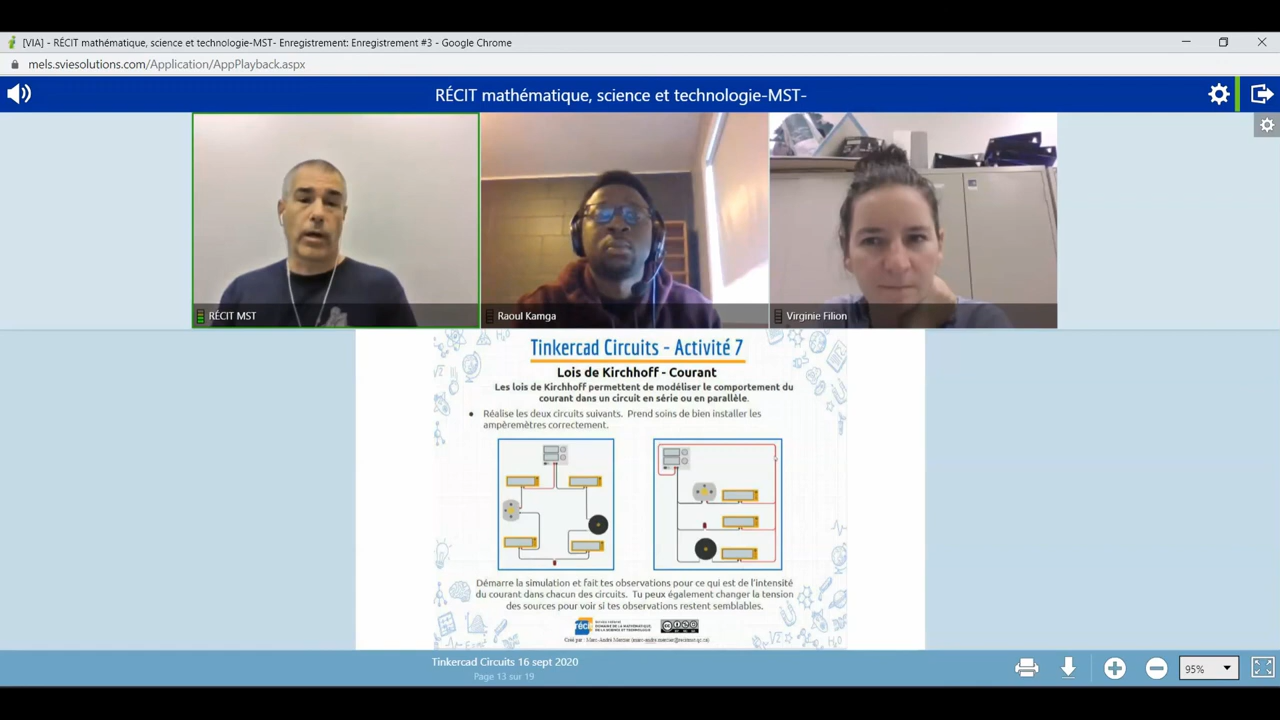 [VIA] - RÉCIT mathématique, science et technologie-MST- Enregistrement: Enregistrement #3 - Google Chrome
mels.sviesolutions.com/Application/AppPlayback.aspx
RÉCIT mathématique, science et technologie-MST-
RÉCIT MST
Raoul Kamga
Virginie Filion
Tinkercad Circuits - Activité 7
Lois de Kirchhoff - Courant
Les lois de Kirchhoff permettent de modéliser le comportement du
courant dans un circuit en série ou en parallèle.
Réalise les deux circuits suivants. Prend soins de bien installer les
ampèremètres correctement.
Démarre la simulation et fait tes observations pour ce qui est de l'intensité
du courant dans chacun des circuits. Tu peux également changer la tension
des sources pour voir si tes observations restent semblables.
Tinkercad Circuits 16 sept 2020
Page 13 sur 19
95%